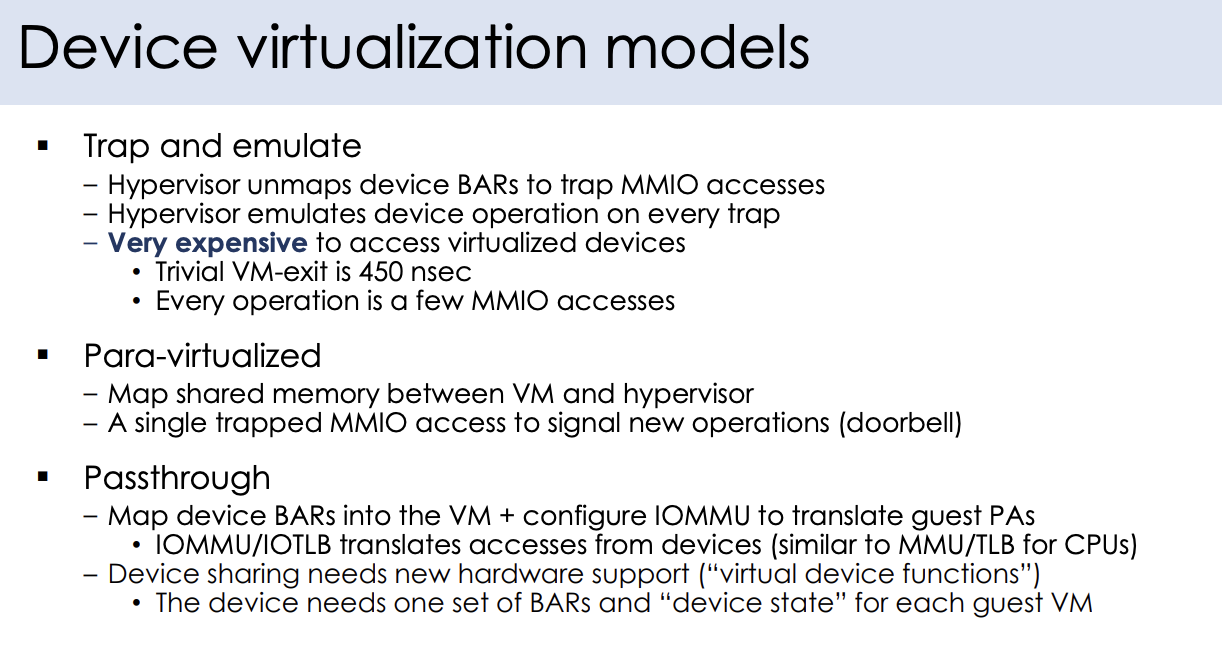 Device virtualization models
▪ Trap and emulate
– Hypervisor unmaps device BARs to trap MMIO accesses
– Hypervisor emulates device operation on every trap
– Very expensive to access virtualized devices
• Trivial VM-exit is 450 nsec
• Every operation is a few MMIO accesses
▪ Para-virtualized
– Map shared memory between VM and hypervisor
– A single trapped MMIO access to signal new operations (doorbell)
▪ Passthrough
– Map device BARs into the VM + configure IOMMU to translate guest PAs
• IOMMU/IOTLB translates accesses from devices (similar to MMU/TLB for CPUs)
– Device sharing needs new hardware support (“virtual device functions”)
• The device needs one set of BARs and “device state” for each guest VM